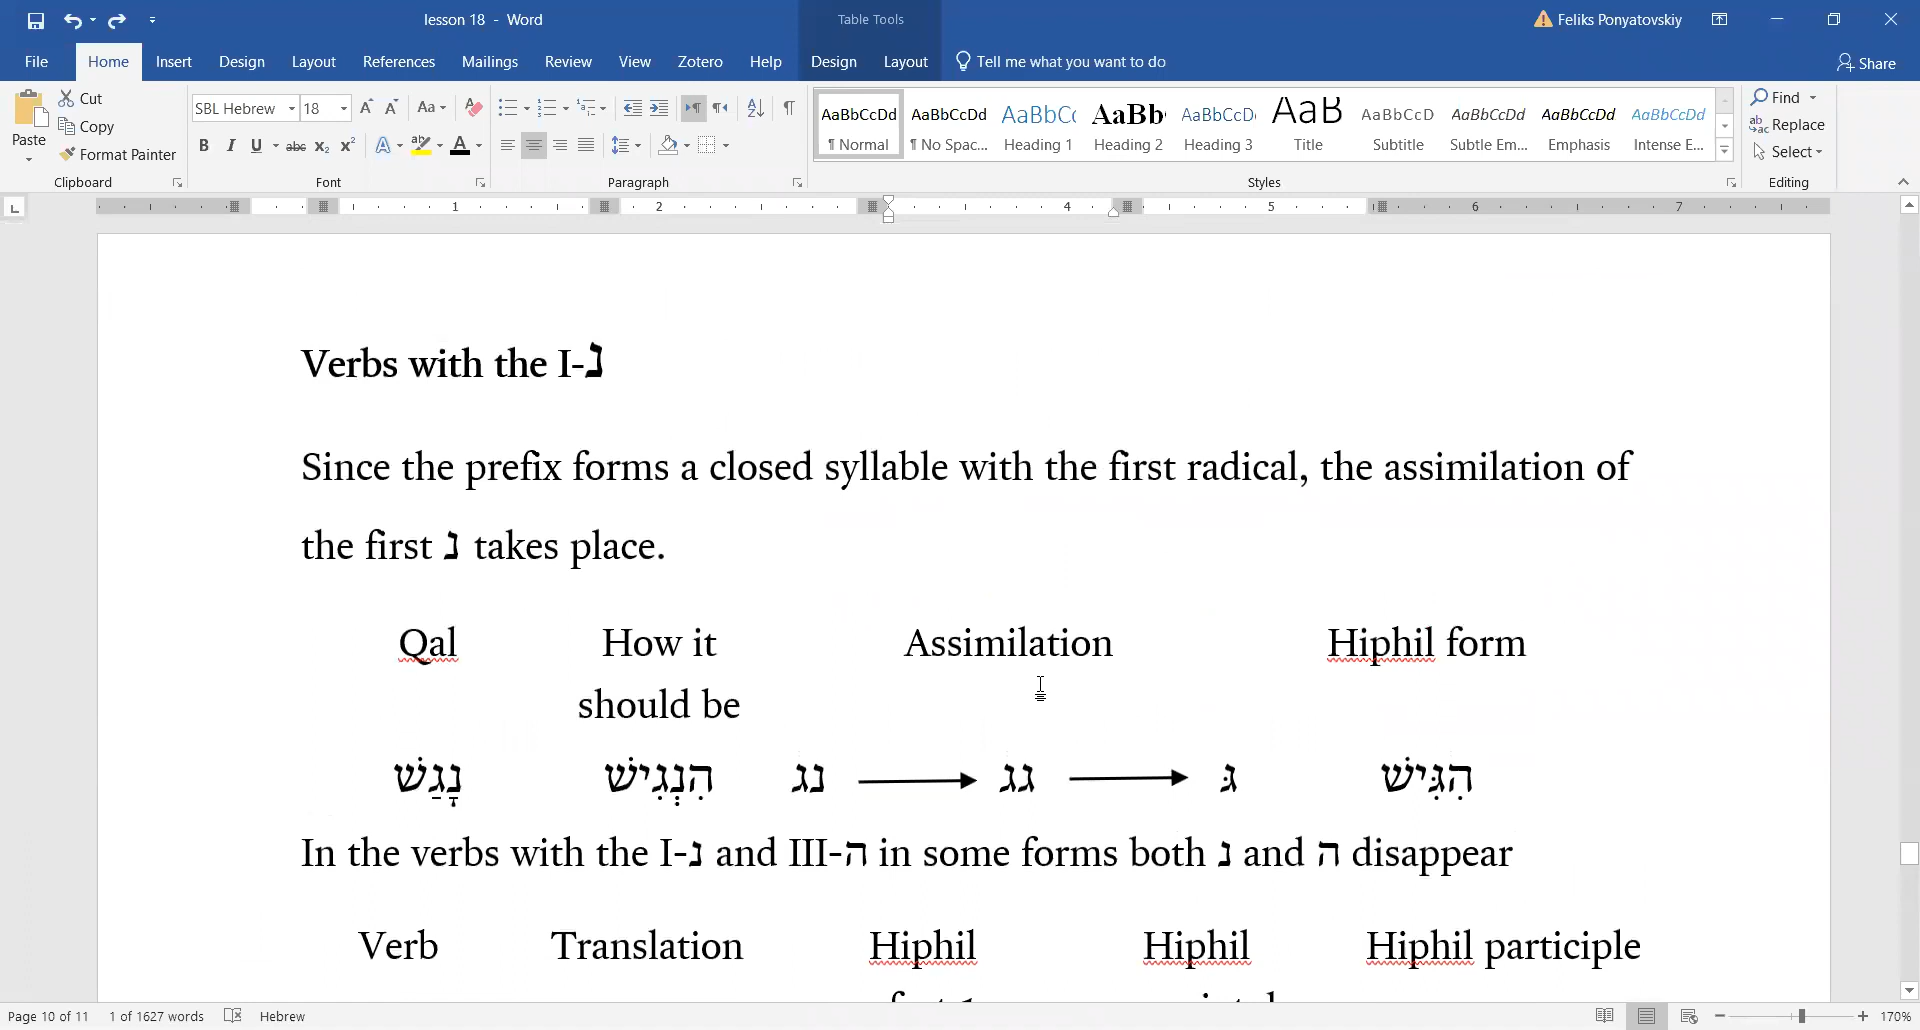 lesson 18 - Word
Table Tools
Feliks Ponyatovskiy
File Home Insert Design Layout References Mailings Review View Zotero Help Design Layout Tell me what you want to do Share
Paste
Cut
Copy
Format Painter
Clipboard
SBL Hebrew 18
Font
Paragraph
AaBbCcDd AaBbCcDd AaBbCc AaBb AaBbCcD AaB AaBbCcD AaBbCcDd AaBbCcDd AaBbCcDd
¶ Normal ¶ No Spac... Heading 1 Heading 2 Heading 3 Title Subtitle Subtle Em... Emphasis Intense E...
Styles
Find
Replace
Select
Editing
1 2 4 5 6 7
Verbs with the I-נ
Since the prefix forms a closed syllable with the first radical, the assimilation of
the first נ takes place.
Qal How it should be Assimilation Hiphil form
נָגַשׁ הִנְגִישׁ נג גג גּ הִגִּישׁ
In the verbs with the I-נ and III-ה in some forms both נ and ה disappear
Verb Translation Hiphil Hiphil Hiphil participle
Page 10 of 11 1 of 1627 words Hebrew 170%